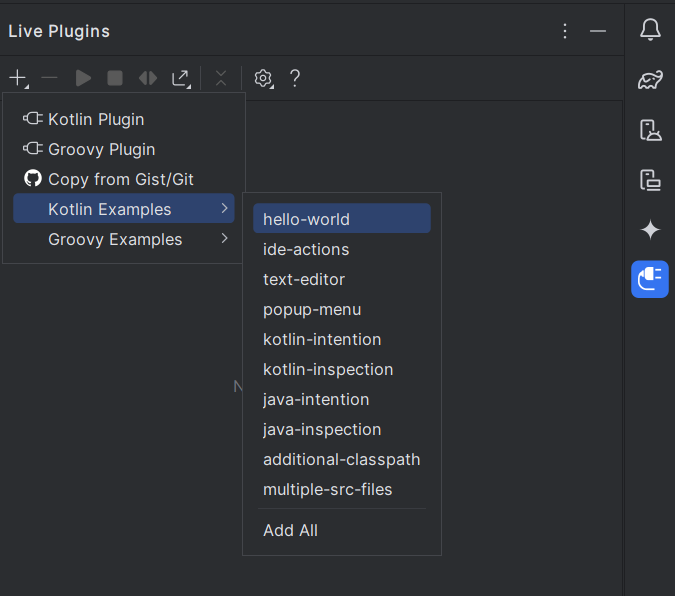 Live Plugins
Kotlin Plugin
Groovy Plugin
Copy from Gist/Git
Kotlin Examples
Groovy Examples
hello-world
ide-actions
text-editor
popup-menu
kotlin-intention
kotlin-inspection
java-intention
java-inspection
additional-classpath
multiple-src-files
Add All